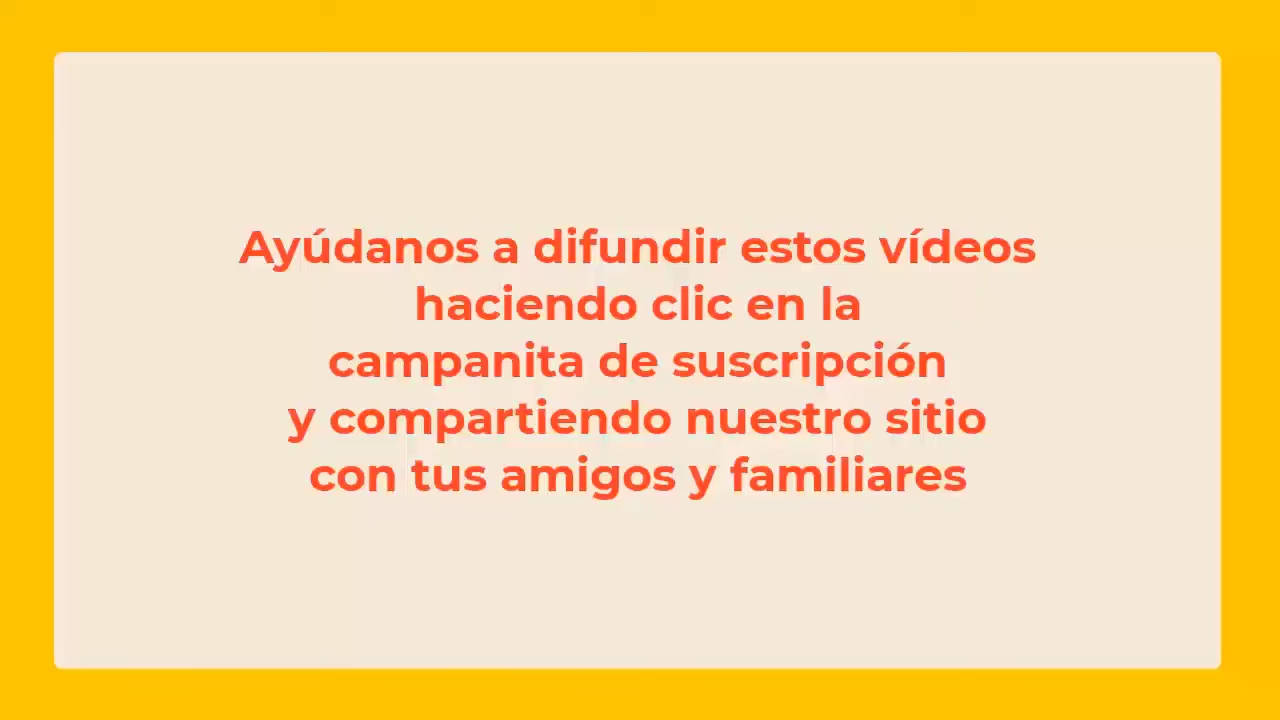 Ayúdanos a difundir estos vídeos
haciendo clic en la
campanita de suscripción
y compartiendo nuestro sitio
con tus amigos y familiares